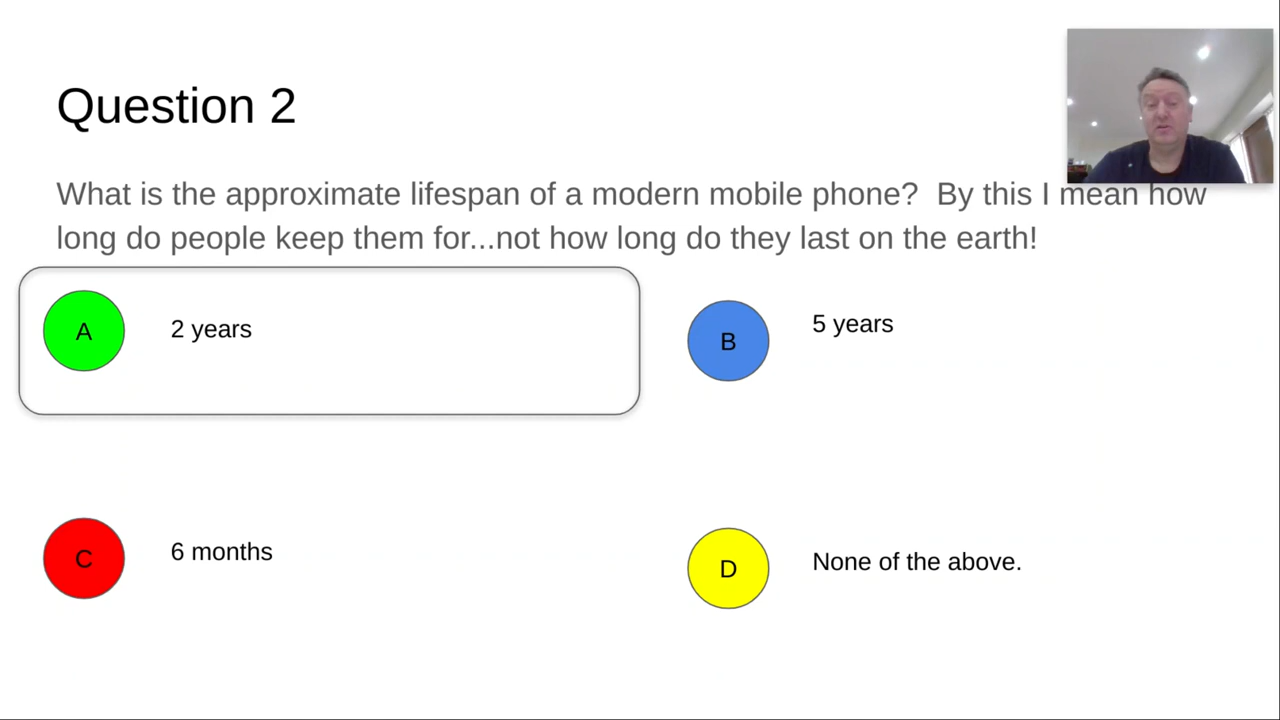 Question 2
What is the approximate lifespan of a modern mobile phone?  By this I mean how
long do people keep them for...not how long do they last on the earth!
A 2 years
B 5 years
C 6 months
D None of the above.